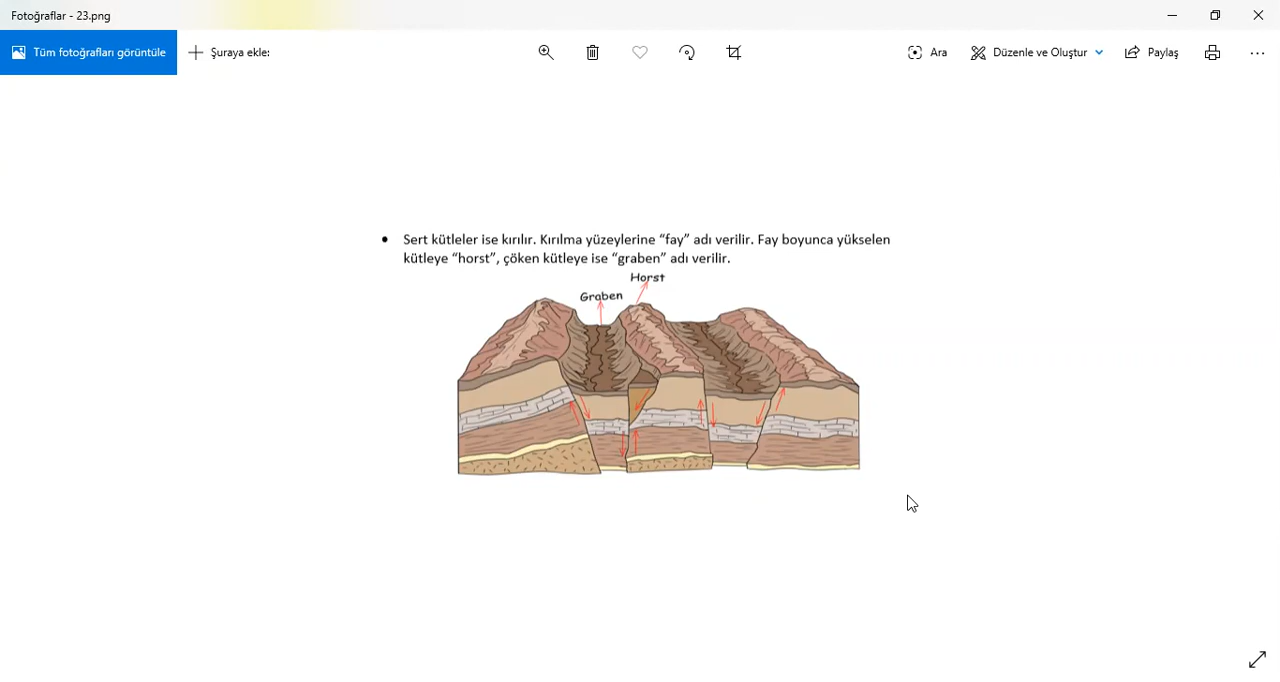 Fotoğraflar - 23.png
Tüm fotoğrafları görüntüle
Şuraya ekle:
Ara
Düzenle ve Oluştur
Paylaş
• Sert kütleler ise kırılır. Kırılma yüzeylerine “fay” adı verilir. Fay boyunca yükselen
kütleye “horst”, çöken kütleye ise “graben” adı verilir.
Horst
Graben